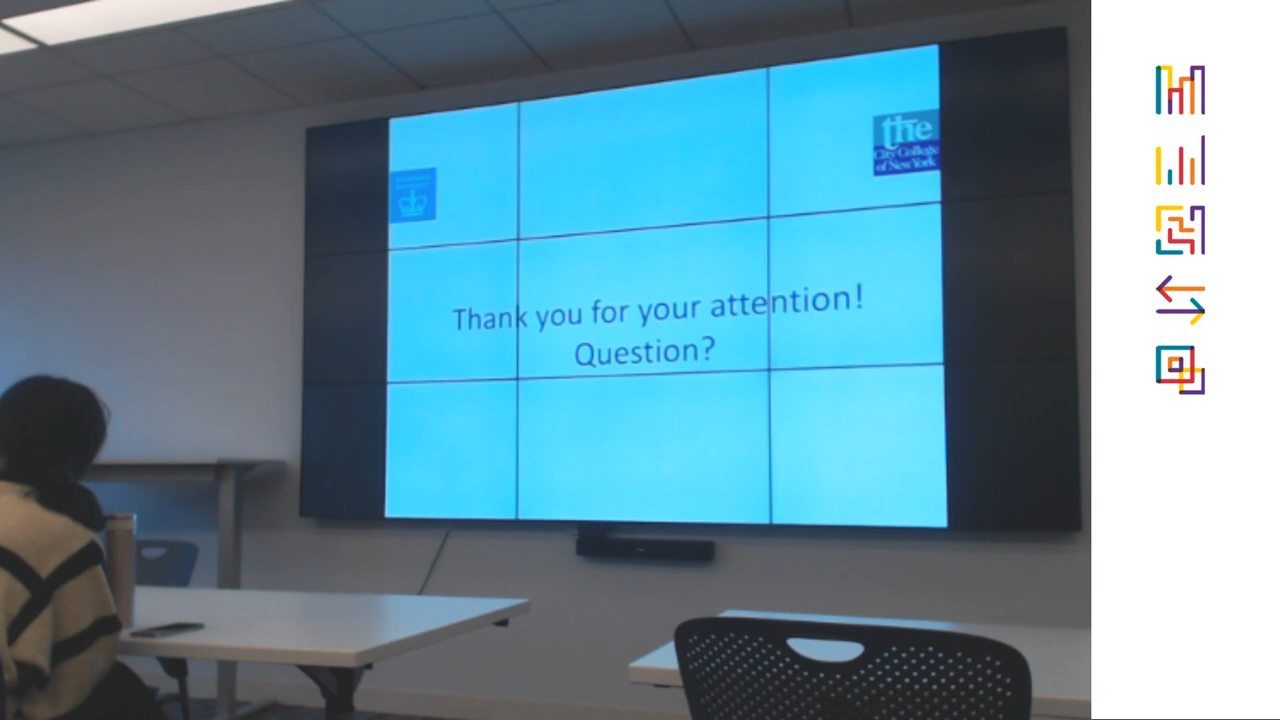 the
City College
of New York
Thank you for your attention!
Question?